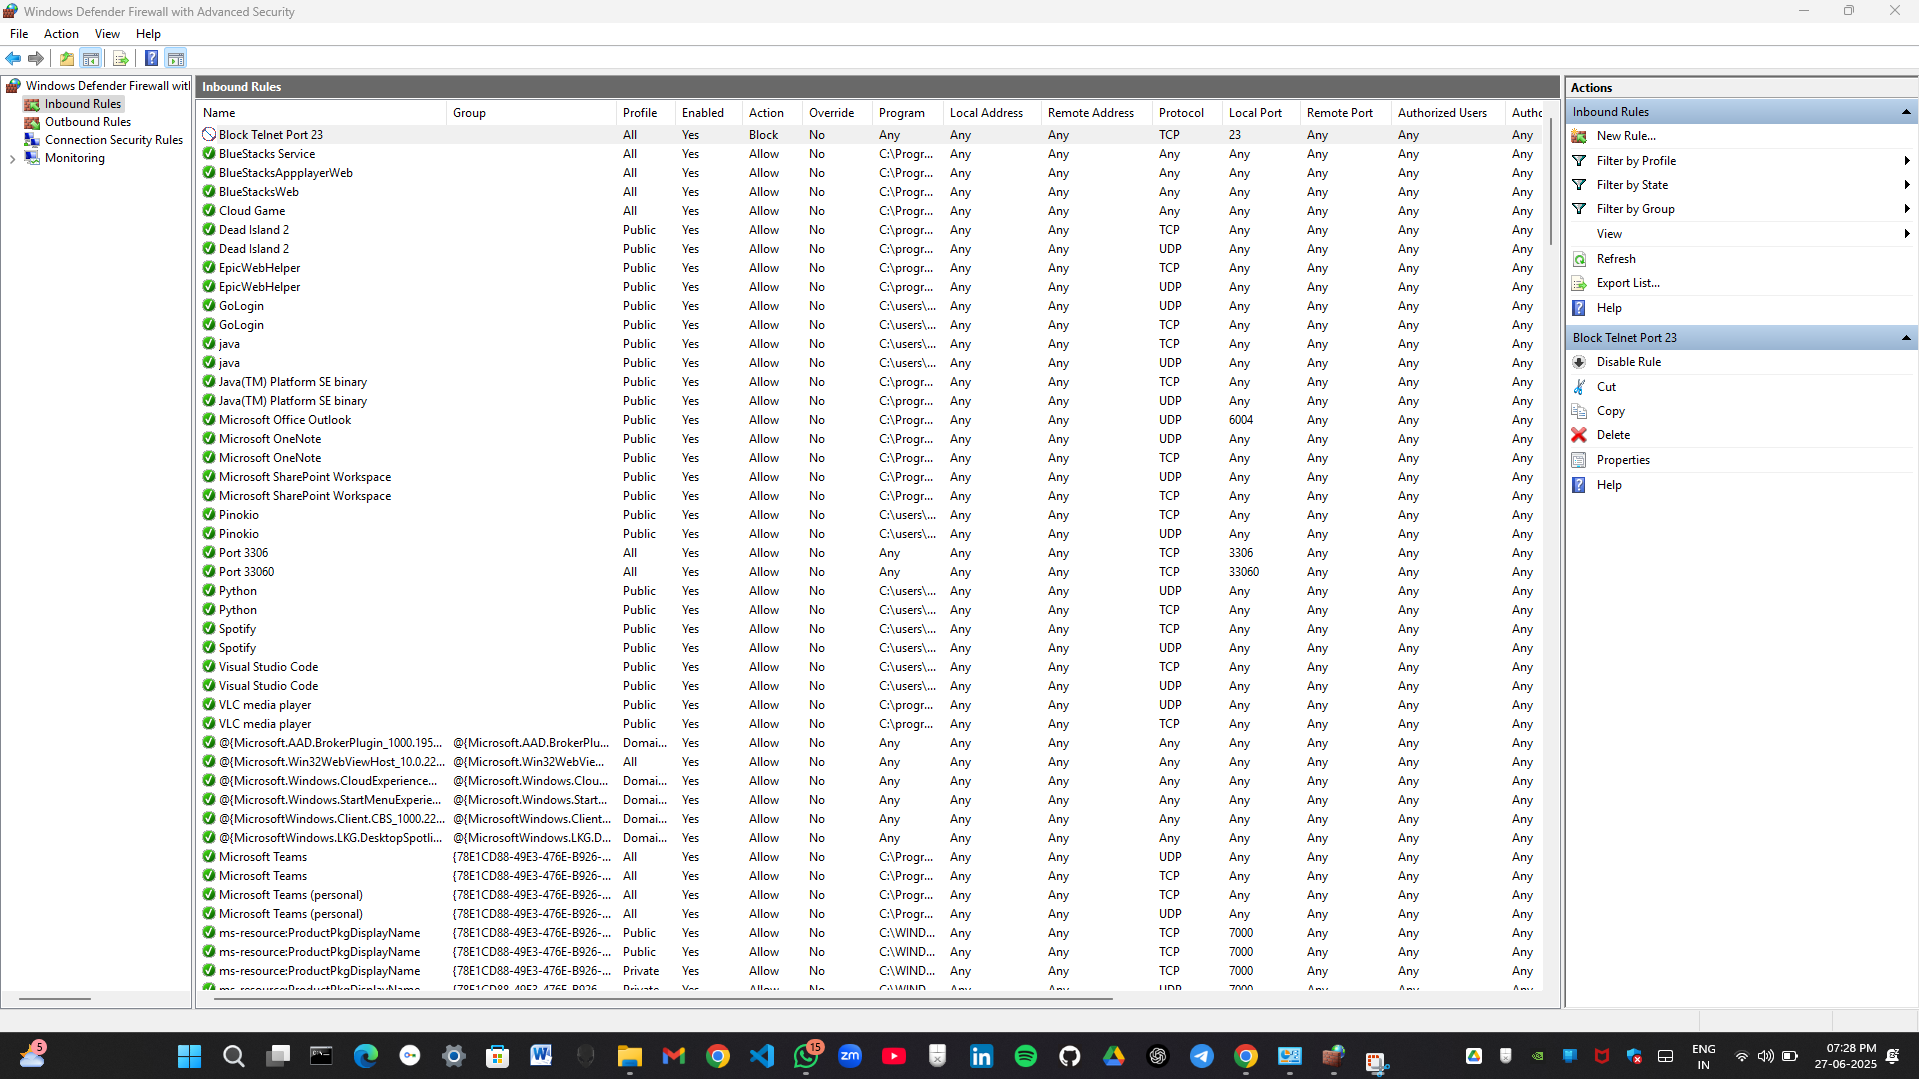 Windows Defender Firewall with Advanced Security
File Action View Help
Windows Defender Firewall witl
Inbound Rules
Outbound Rules
Connection Security Rules
Monitoring
Inbound Rules
Name Group Profile Enabled Action Override Program Local Address Remote Address Protocol Local Port Remote Port Authorized Users Autho
Block Telnet Port 23 All Yes Block No Any Any Any TCP 23 Any Any Any
BlueStacks Service All Yes Allow No C:\Progr... Any Any Any Any Any Any Any
BlueStacksAppplayerWeb All Yes Allow No C:\Progr... Any Any Any Any Any Any Any
BlueStacksWeb All Yes Allow No C:\Progr... Any Any Any Any Any Any Any
Cloud Game All Yes Allow No C:\Progr... Any Any Any Any Any Any Any
Dead Island 2 Public Yes Allow No C:\progr... Any Any TCP Any Any Any Any
Dead Island 2 Public Yes Allow No C:\progr... Any Any UDP Any Any Any Any
EpicWebHelper Public Yes Allow No C:\progr... Any Any TCP Any Any Any Any
EpicWebHelper Public Yes Allow No C:\progr... Any Any UDP Any Any Any Any
GoLogin Public Yes Allow No C:\users\... Any Any UDP Any Any Any Any
GoLogin Public Yes Allow No C:\users\... Any Any TCP Any Any Any Any
java Public Yes Allow No C:\users\... Any Any TCP Any Any Any Any
java Public Yes Allow No C:\users\... Any Any UDP Any Any Any Any
Java(TM) Platform SE binary Public Yes Allow No C:\progr... Any Any TCP Any Any Any Any
Java(TM) Platform SE binary Public Yes Allow No C:\progr... Any Any UDP Any Any Any Any
Microsoft Office Outlook Public Yes Allow No C:\Progr... Any Any UDP 6004 Any Any Any
Microsoft OneNote Public Yes Allow No C:\Progr... Any Any UDP Any Any Any Any
Microsoft OneNote Public Yes Allow No C:\Progr... Any Any TCP Any Any Any Any
Microsoft SharePoint Workspace Public Yes Allow No C:\Progr... Any Any UDP Any Any Any Any
Microsoft SharePoint Workspace Public Yes Allow No C:\Progr... Any Any TCP Any Any Any Any
Pinokio Public Yes Allow No C:\users\... Any Any TCP Any Any Any Any
Pinokio Public Yes Allow No C:\users\... Any Any UDP Any Any Any Any
Port 3306 All Yes Allow No Any Any Any TCP 3306 Any Any Any
Port 33060 All Yes Allow No Any Any Any TCP 33060 Any Any Any
Python Public Yes Allow No C:\users\... Any Any UDP Any Any Any Any
Python Public Yes Allow No C:\users\... Any Any TCP Any Any Any Any
Spotify Public Yes Allow No C:\users\... Any Any TCP Any Any Any Any
Spotify Public Yes Allow No C:\users\... Any Any UDP Any Any Any Any
Visual Studio Code Public Yes Allow No C:\users\... Any Any TCP Any Any Any Any
Visual Studio Code Public Yes Allow No C:\users\... Any Any UDP Any Any Any Any
VLC media player Public Yes Allow No C:\progr... Any Any UDP Any Any Any Any
VLC media player Public Yes Allow No C:\progr... Any Any TCP Any Any Any Any
@{Microsoft.AAD.BrokerPlugin_1000.195... @{Microsoft.AAD.BrokerPlu... Domai... Yes Allow No Any Any Any Any Any Any Any Any
@{Microsoft.Win32WebViewHost_10.0.22... @{Microsoft.Win32WebVie... All Yes Allow No Any Any Any Any Any Any Any Any
@{Microsoft.Windows.CloudExperience... @{Microsoft.Windows.Clou... Domai... Yes Allow No Any Any Any Any Any Any Any Any
@{Microsoft.Windows.StartMenuExperie... @{Microsoft.Windows.Start... Domai... Yes Allow No Any Any Any Any Any Any Any Any
@{MicrosoftWindows.Client.CBS_1000.22... @{MicrosoftWindows.Client... Domai... Yes Allow No Any Any Any Any Any Any Any Any
@{MicrosoftWindows.LKG.DesktopSpotli... @{MicrosoftWindows.LKG.D... Domai... Yes Allow No Any Any Any Any Any Any Any Any
Microsoft Teams {78E1CD88-49E3-476E-B926-... All Yes Allow No C:\Progr... Any Any UDP Any Any Any Any
Microsoft Teams {78E1CD88-49E3-476E-B926-... All Yes Allow No C:\Progr... Any Any TCP Any Any Any Any
Microsoft Teams (personal) {78E1CD88-49E3-476E-B926-... All Yes Allow No C:\Progr... Any Any TCP Any Any Any Any
Microsoft Teams (personal) {78E1CD88-49E3-476E-B926-... All Yes Allow No C:\Progr... Any Any UDP Any Any Any Any
ms-resource:ProductPkgDisplayName {78E1CD88-49E3-476E-B926-... Public Yes Allow No C:\WIND... Any Any TCP 7000 Any Any Any
ms-resource:ProductPkgDisplayName {78E1CD88-49E3-476E-B926-... Public Yes Allow No C:\WIND... Any Any TCP 7000 Any Any Any
ms-resource:ProductPkgDisplayName {78E1CD88-49E3-476E-B926-... Private Yes Allow No C:\WIND... Any Any TCP 7000 Any Any Any
ms-resource:ProductPkgDisplayName {78E1CD88-49E3-476E-B926-... Private Yes Allow No C:\WIND... Any Any UDP 7000 Any Any Any
Actions
Inbound Rules
New Rule...
Filter by Profile
Filter by State
Filter by Group
View
Refresh
Export List...
Help
Block Telnet Port 23
Disable Rule
Cut
Copy
Delete
Properties
Help
5
15
zm
ENG
IN
07:28 PM
27-06-2025